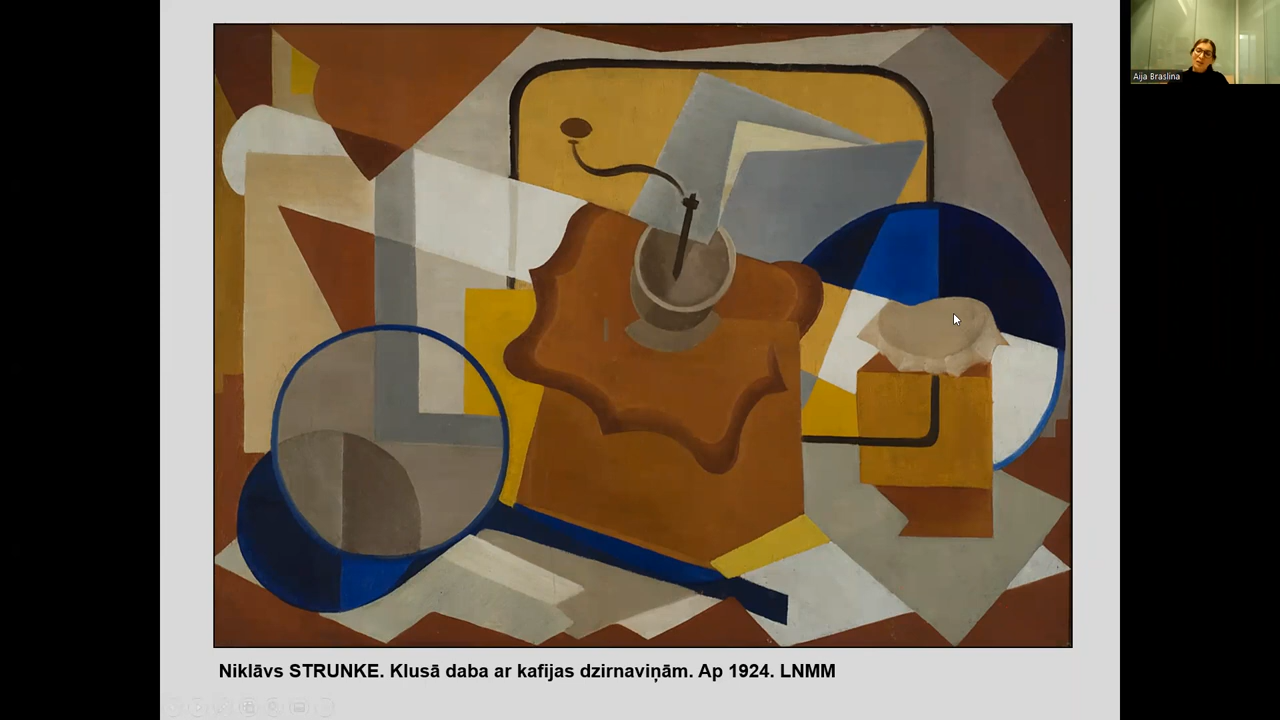 Aija Braslina
Niklāvs STRUNKE. Klusā daba ar kafijas dzirnaviņām. Ap 1924. LNMM